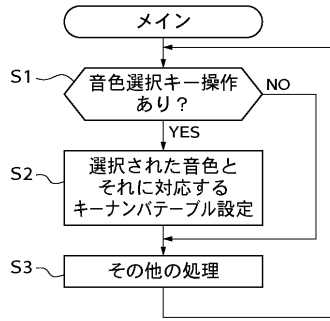 メイン
S1
音色選択キー操作
あり?
NO
YES
S2
選択された音色と
それに対応する
キーナンバテーブル設定
S3
その他の処理